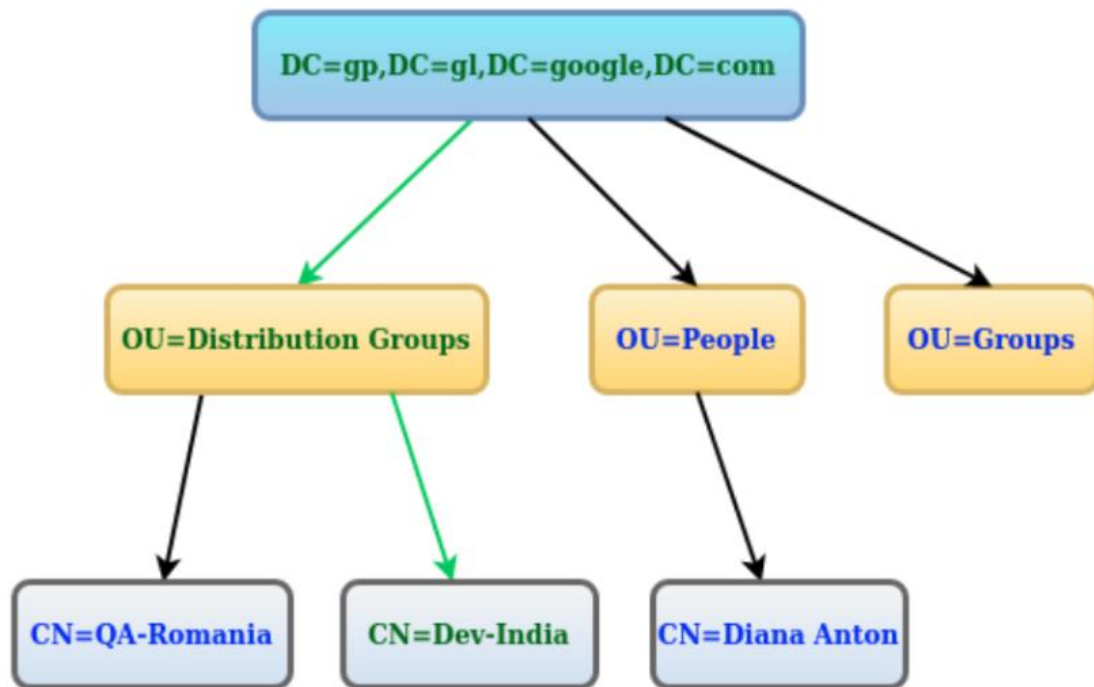 DC=gp,DC=gl,DC=google,DC=com
OU=Distribution Groups
OU=People
OU=Groups
CN=QA-Romania
CN=Dev-India
CN=Diana Anton